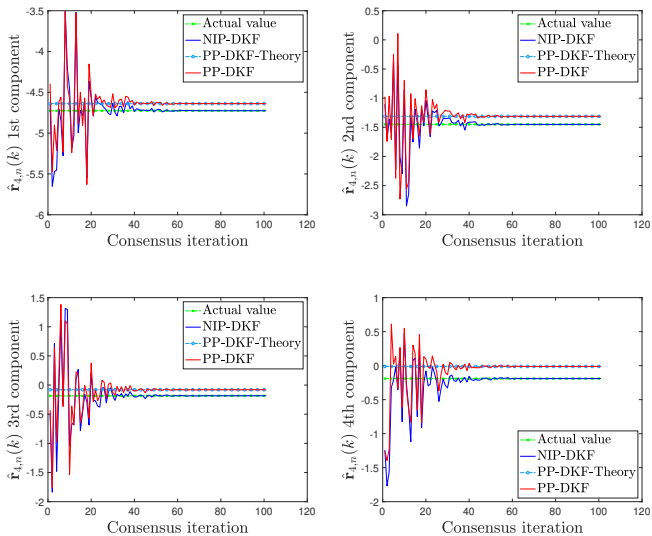 -3.5
-4
-4.5
-5
-5.5
-6
0 20 40 60 80 100 120
r̂4,n(k) 1st component
Consensus iteration
Actual value
NIP-DKF
PP-DKF-Theory
PP-DKF
0.5
0
-0.5
-1
-1.5
-2
-2.5
-3
0 20 40 60 80 100 120
r̂4,n(k) 2nd component
Consensus iteration
Actual value
NIP-DKF
PP-DKF-Theory
PP-DKF
1.5
1
0.5
0
-0.5
-1
-1.5
-2
0 20 40 60 80 100 120
r̂4,n(k) 3rd component
Consensus iteration
Actual value
NIP-DKF
PP-DKF-Theory
PP-DKF
1
0.5
0
-0.5
-1
-1.5
-2
0 20 40 60 80 100 120
r̂4,n(k) 4th component
Consensus iteration
Actual value
NIP-DKF
PP-DKF-Theory
PP-DKF